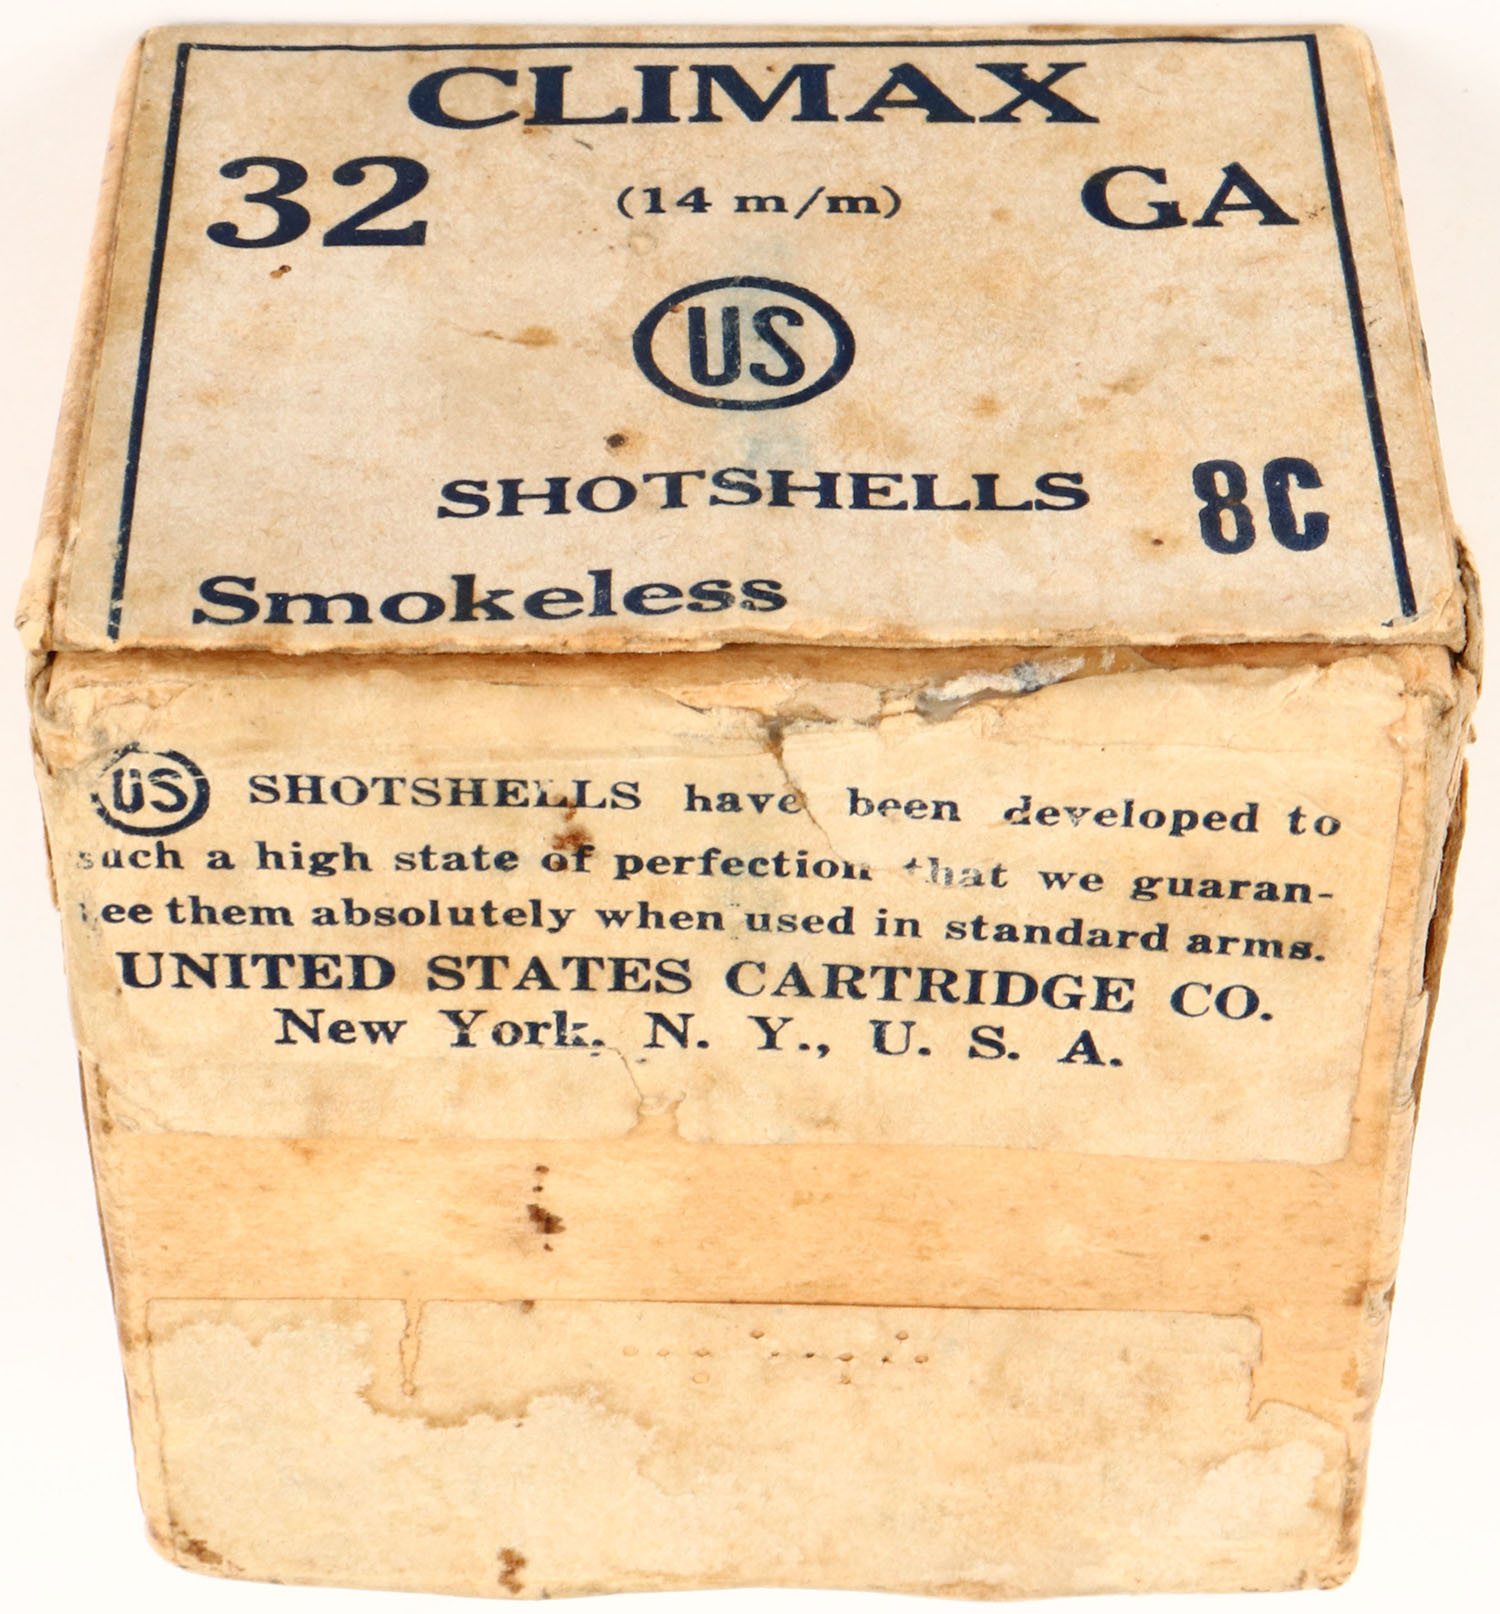 CLIMAX
32 (14 m/m) GA
US
SHOTSHELLS 8C
Smokeless
US SHOTSHELLS have been developed to
such a high state of perfection that we guaran-
tee them absolutely when used in standard arms.
UNITED STATES CARTRIDGE CO.
New York, N. Y., U. S. A.